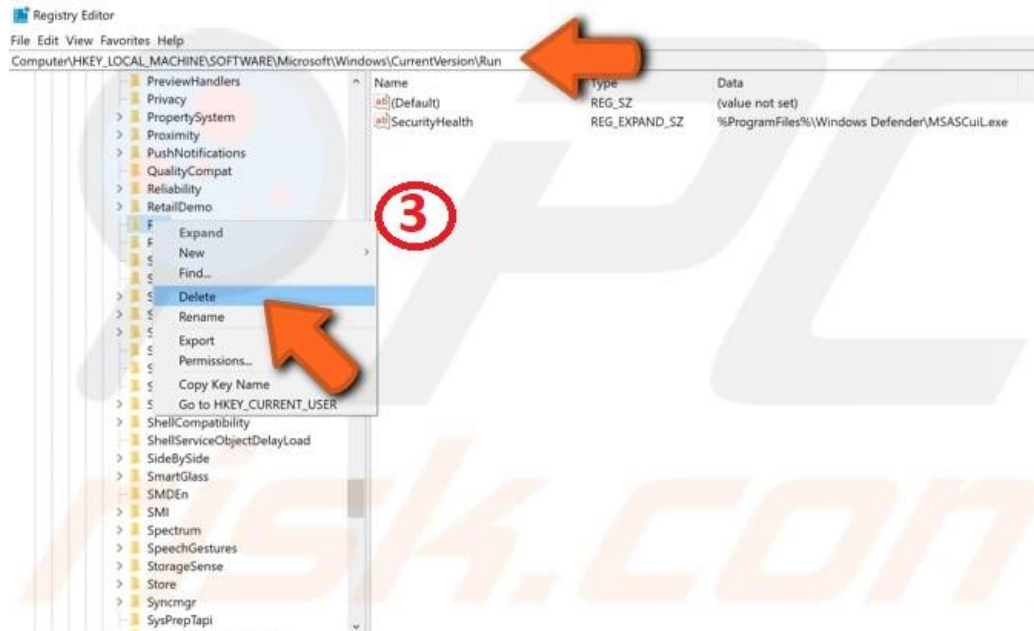 Registry Editor
File Edit View Favorites Help
Computer\HKEY_LOCAL_MACHINE\SOFTWARE\Microsoft\Windows\CurrentVersion\Run
Name Type Data
(Default) REG_SZ (value not set)
SecurityHealth REG_EXPAND_SZ %ProgramFiles%\Windows Defender\MSASCuiL.exe
PreviewHandlers
Privacy
PropertySystem
Proximity
PushNotifications
QualityCompat
Reliability
RetailDemo
3
Expand
New
Find...
Delete
Rename
Export
Permissions...
Copy Key Name
Go to HKEY_CURRENT_USER
ShellCompatibility
ShellServiceObjectDelayLoad
SideBySide
SmartGlass
SMDEn
SMI
Spectrum
SpeechGestures
StorageSense
Store
Syncmgr
SysPrepTapi
PC
risk.com